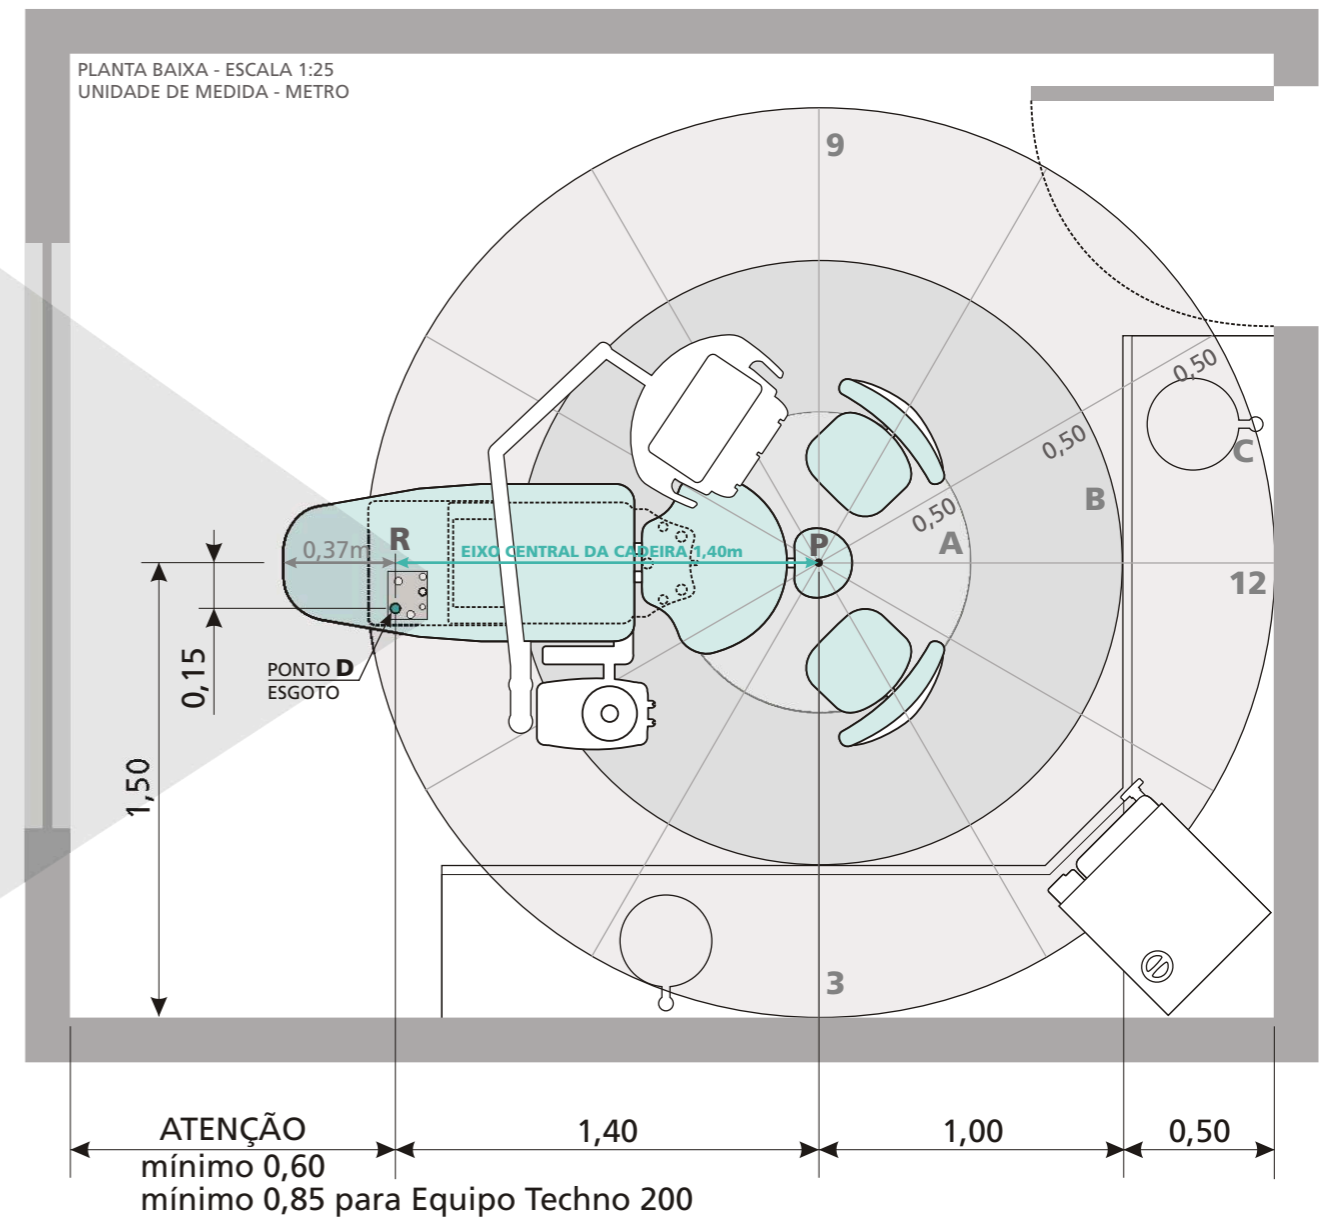 PLANTA BAIXA - ESCALA 1:25
UNIDADE DE MEDIDA - METRO
9
0,50
0,50
C
B
0,50
A
R
0,37m
EIXO CENTRAL DA CADEIRA 1,40m
P
12
0,15
PONTO D
ESGOTO
1,50
3
ATENÇÃO
mínimo 0,60
mínimo 0,85 para Equipo Techno 200
1,40
1,00
0,50